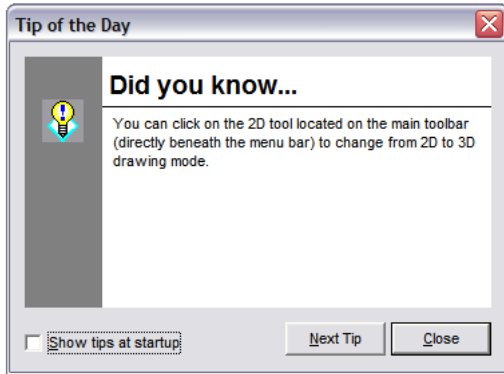 Tip of the Day
Did you know...
You can click on the 2D tool located on the main toolbar
(directly beneath the menu bar) to change from 2D to 3D
drawing mode.
Show tips at startup
Next Tip
Close